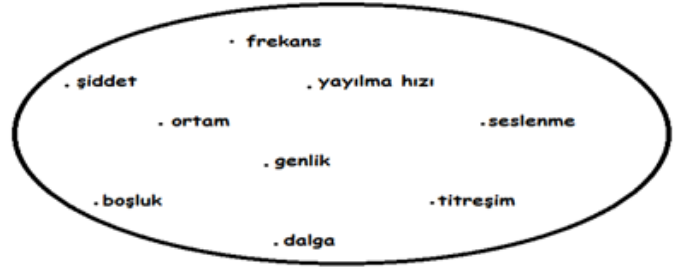 . frekans
. şiddet
. yayılma hızı
. ortam
. seslenme
. genlik
. boşluk
. titreşim
. dalga